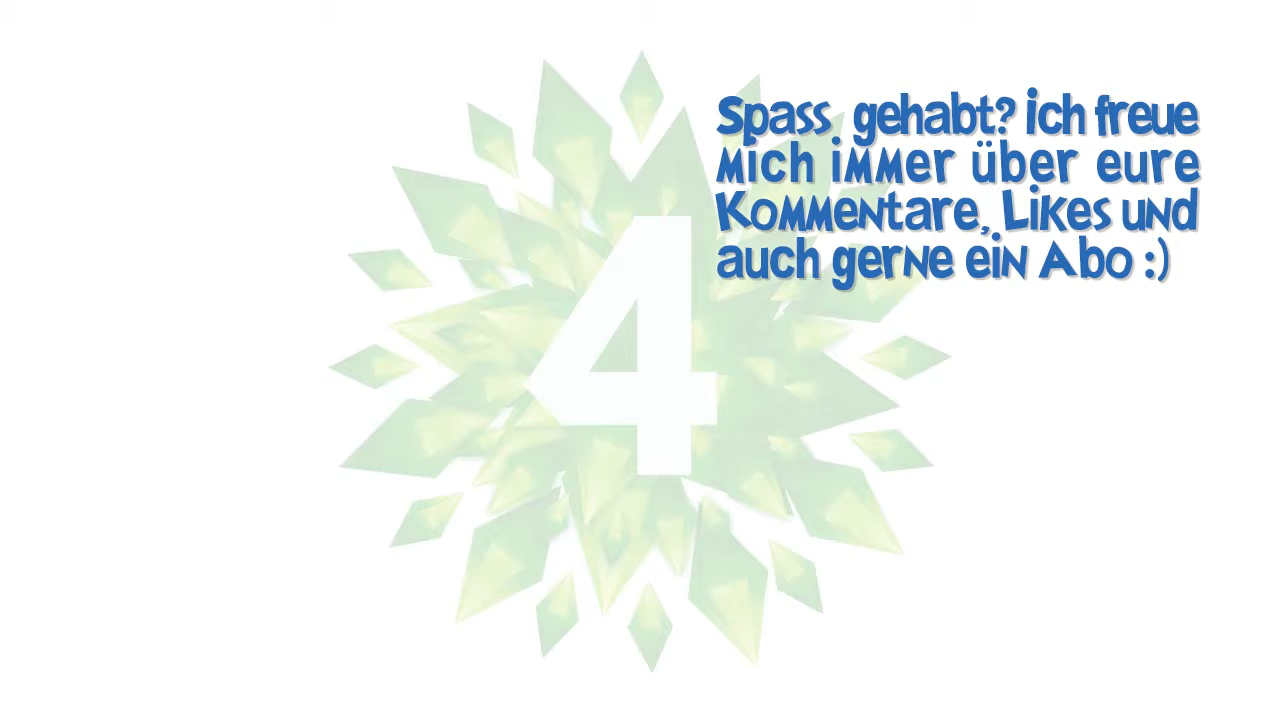 Spass gehabt? Ich freue
mich immer über eure
Kommentare, Likes und
auch gerne ein Abo :)
4